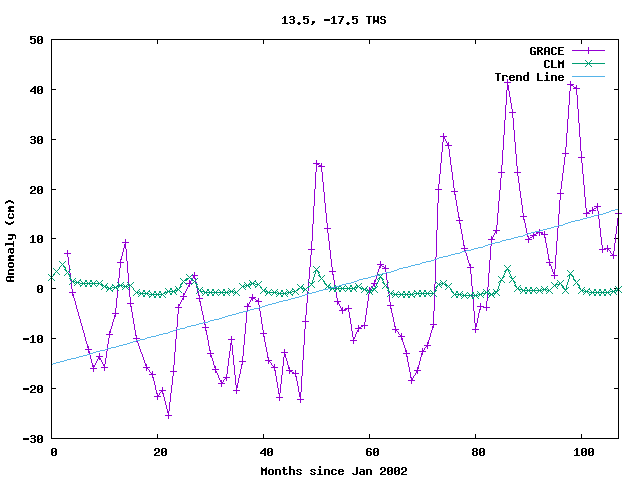 13.5, -17.5 TWS
GRACE
CLM
Trend Line
50
40
30
20
10
0
-10
-20
-30
Anomaly (cm)
0 20 40 60 80 100
Months since Jan 2002